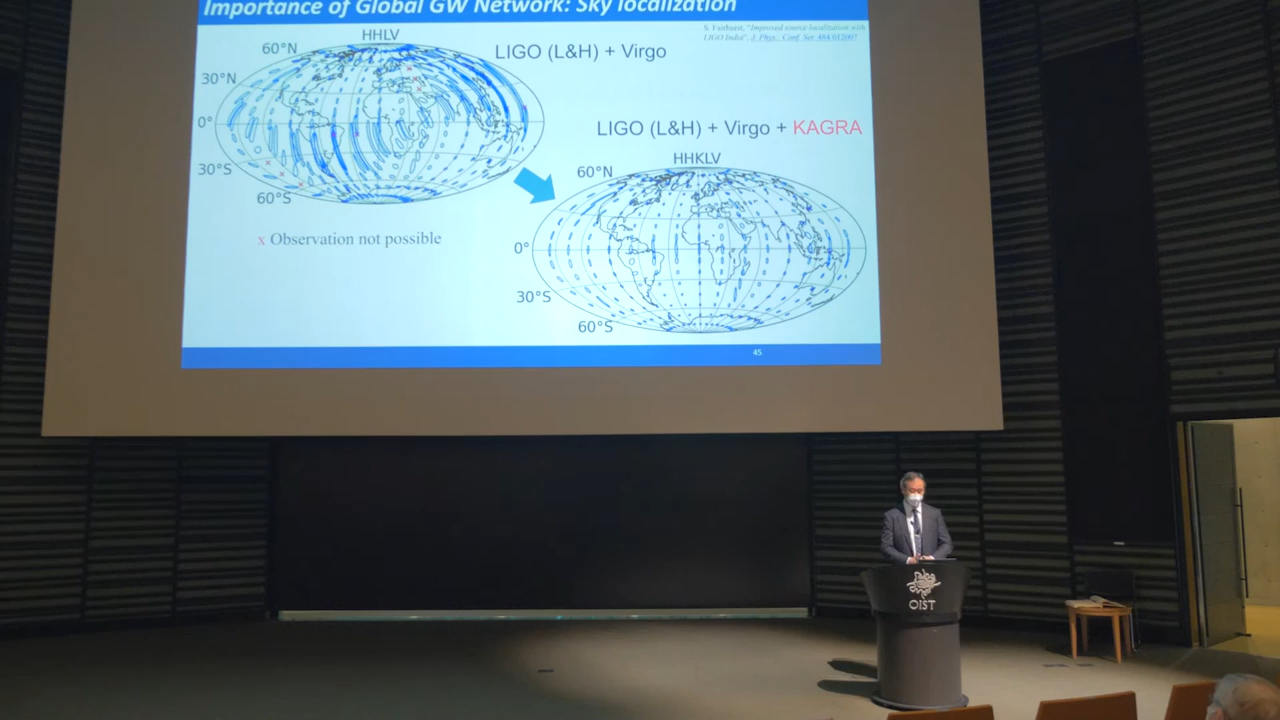 Importance of Global GW Network: Sky localization
S. Fairhurst, "Improved source localization with
LIGO India", J. Phys.: Conf. Ser. 484 012007
HHLV
LIGO (L&H) + Virgo
60°N
30°N
0°
30°S
60°S
x Observation not possible
LIGO (L&H) + Virgo + KAGRA
HHKLV
60°N
0°
30°S
60°S
45
OIST